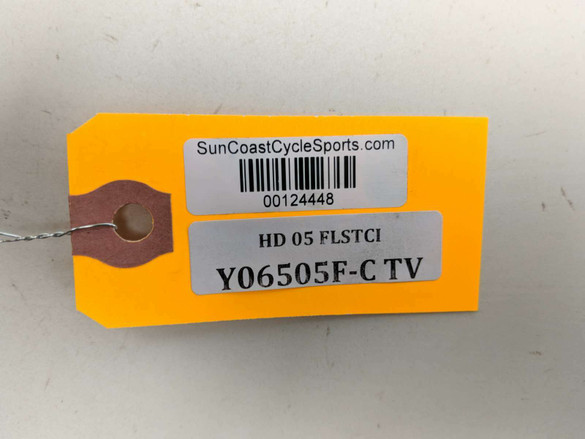 SunCoastCycleSports.com
00124448
HD 05 FLSTCI
Y06505F-C TV